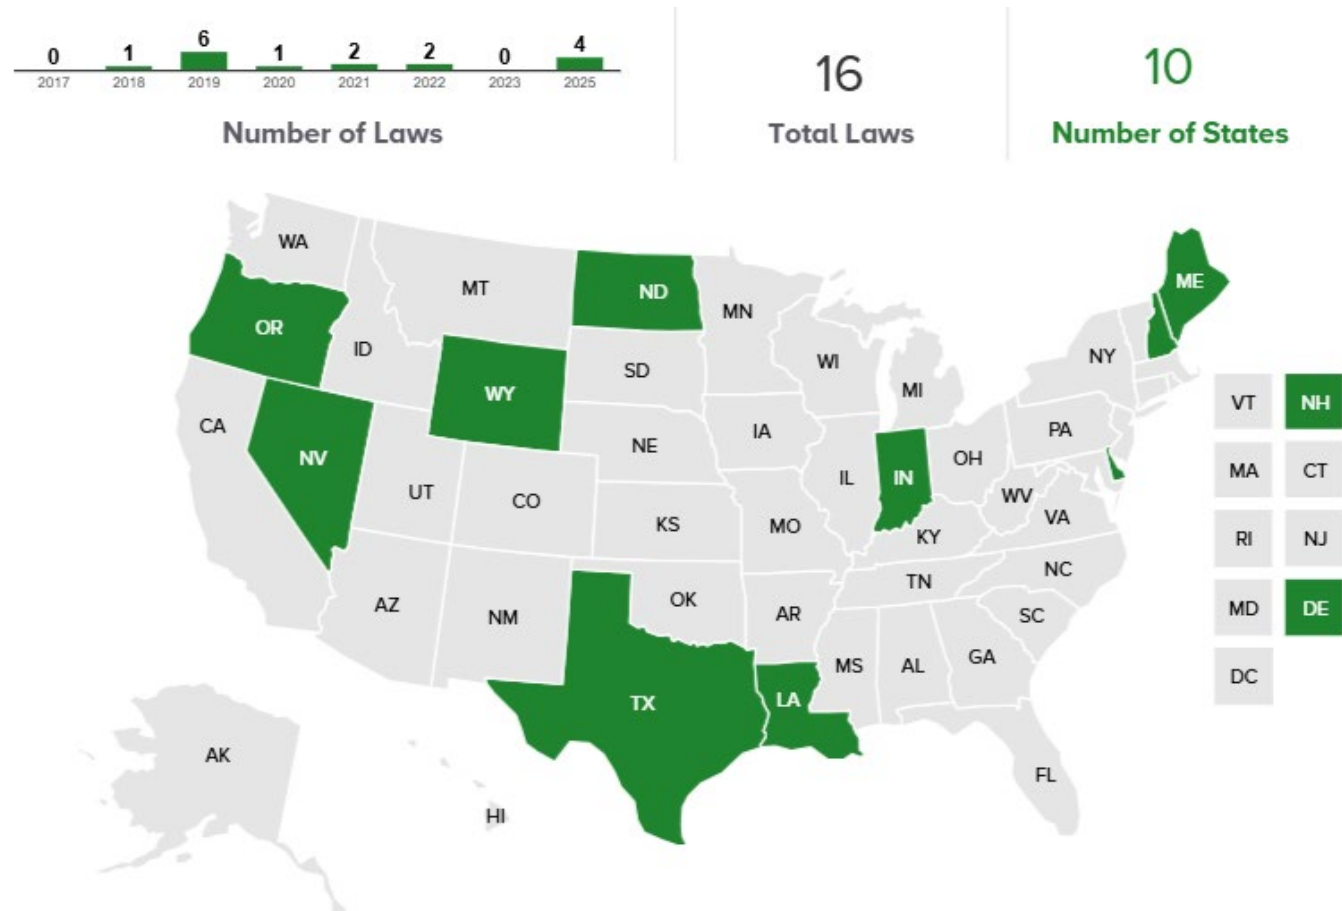 0 1 6 1 2 2 0 4
2017 2018 2019 2020 2021 2022 2023 2025
Number of Laws
16
Total Laws
10
Number of States
WA
MT
ND
MN
ME
OR
ID
WY
SD
WI
MI
NY
CA
NV
UT
CO
NE
IA
IL
IN
OH
PA
WV
VA
KS
MO
KY
AZ
NM
OK
AR
TN
NC
SC
TX
LA
MS
AL
GA
FL
AK
HI
VT NH
MA CT
RI NJ
MD DE
DC